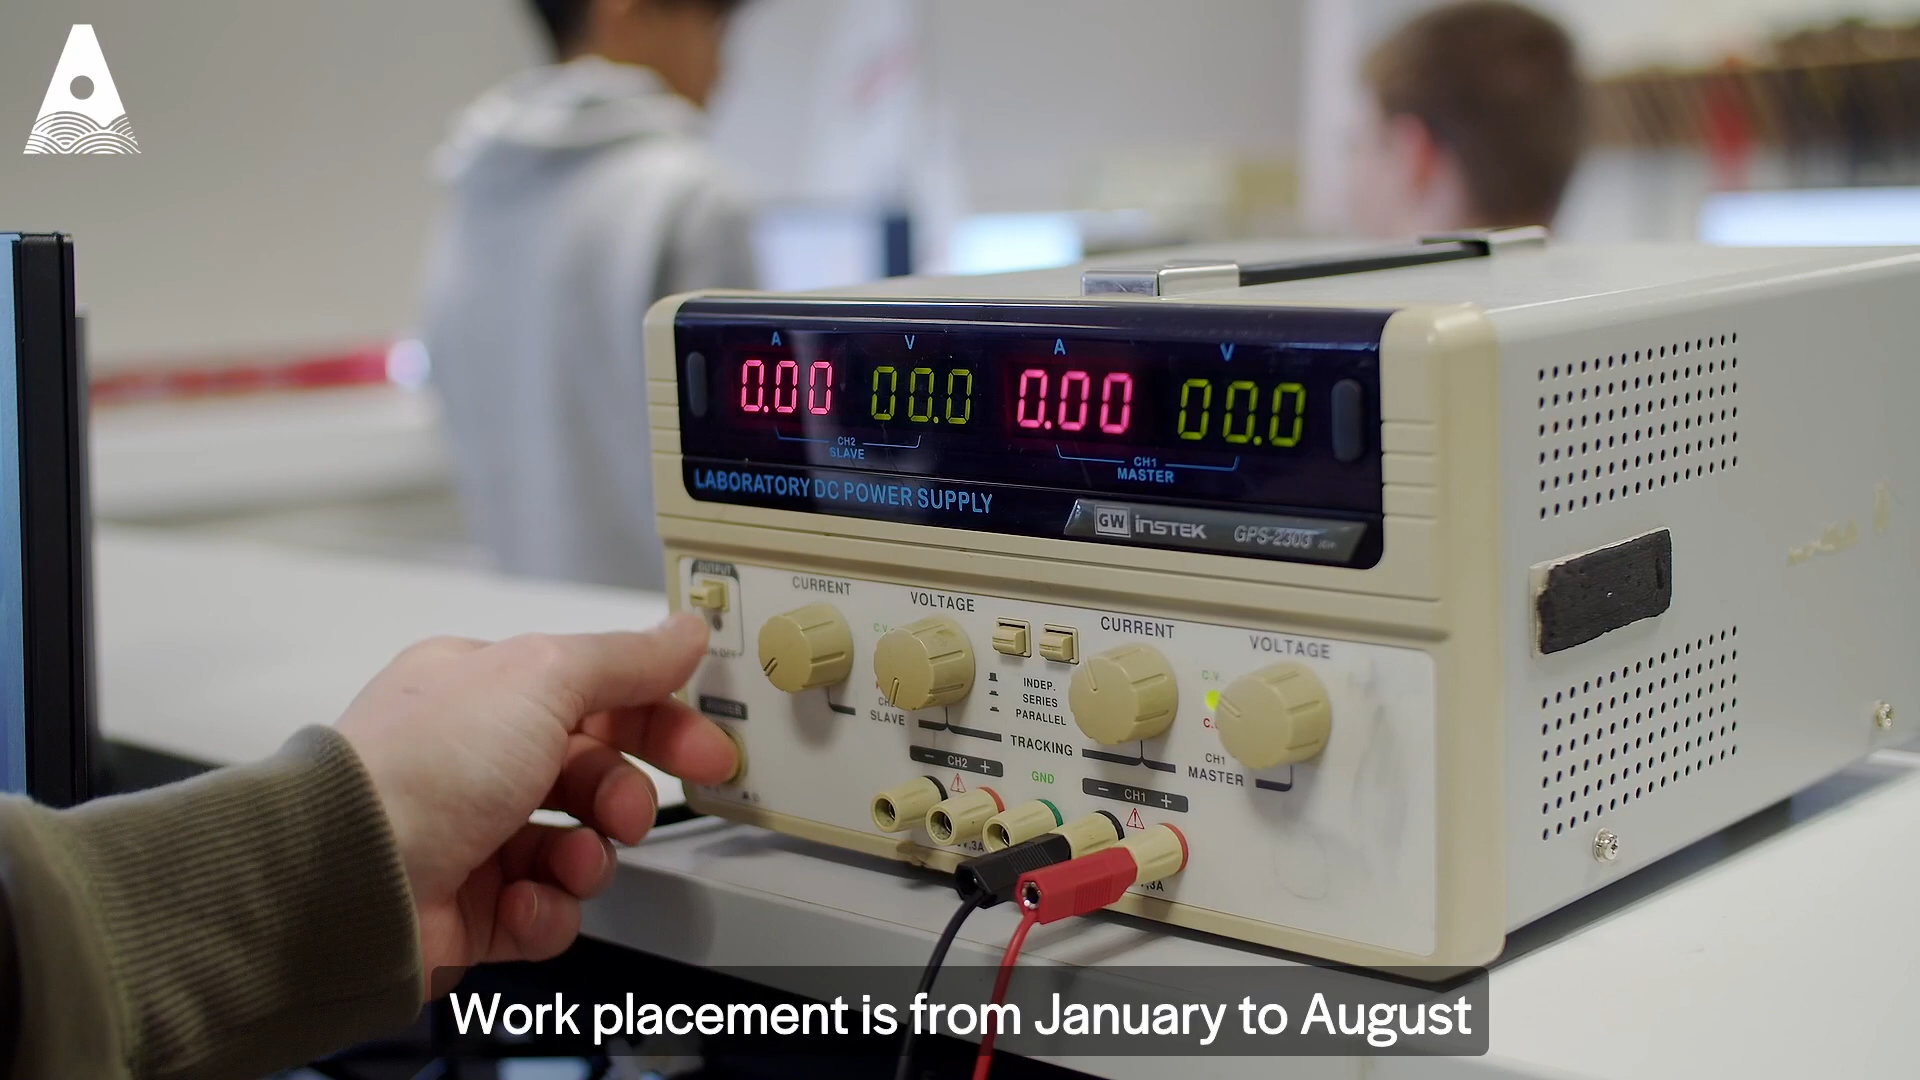 A V A V
0.00 00.0 0.00 00.0
CH2
SLAVE
CH1
MASTER
LABORATORY DC POWER SUPPLY
GW INSTEK GPS-2303
OUTPUT
CURRENT
VOLTAGE
CURRENT
VOLTAGE
C.V.
C.V.
INDEP.
SERIES
PARALLEL
SLAVE
TRACKING
CH1
MASTER
POWER
- CH2 +
GND
- CH1 +
Work placement is from January to August